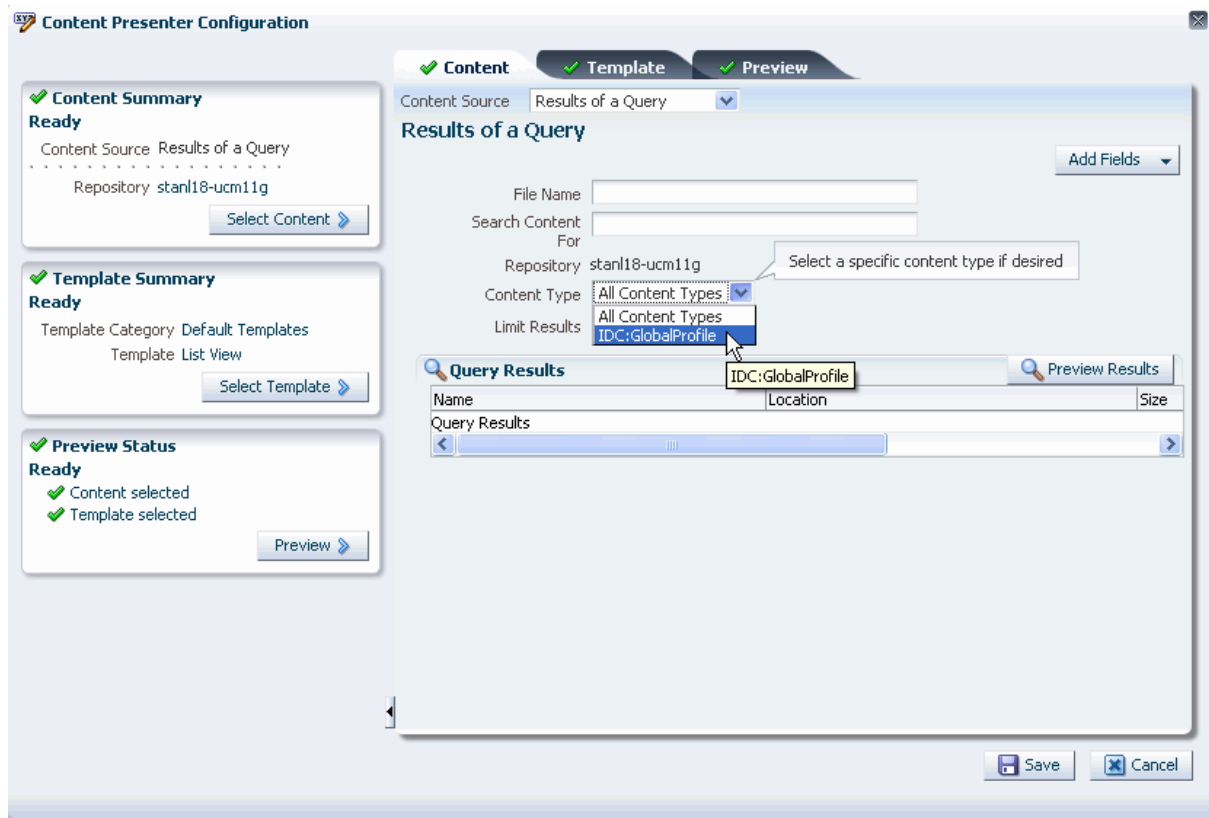 Content Presenter Configuration
Content Summary
Ready
Content Source Results of a Query
Repository stanl18-ucm11g
Select Content
Template Summary
Ready
Template Category Default Templates
Template List View
Select Template
Preview Status
Ready
Content selected
Template selected
Preview
Content Template Preview
Content Source Results of a Query
Results of a Query
Add Fields
File Name
Search Content
For
Repository stanl18-ucm11g
Select a specific content type if desired
Content Type All Content Types
All Content Types
Limit Results IDC:GlobalProfile
IDC:GlobalProfile
Query Results Preview Results
Name Location Size
Query Results
Save Cancel